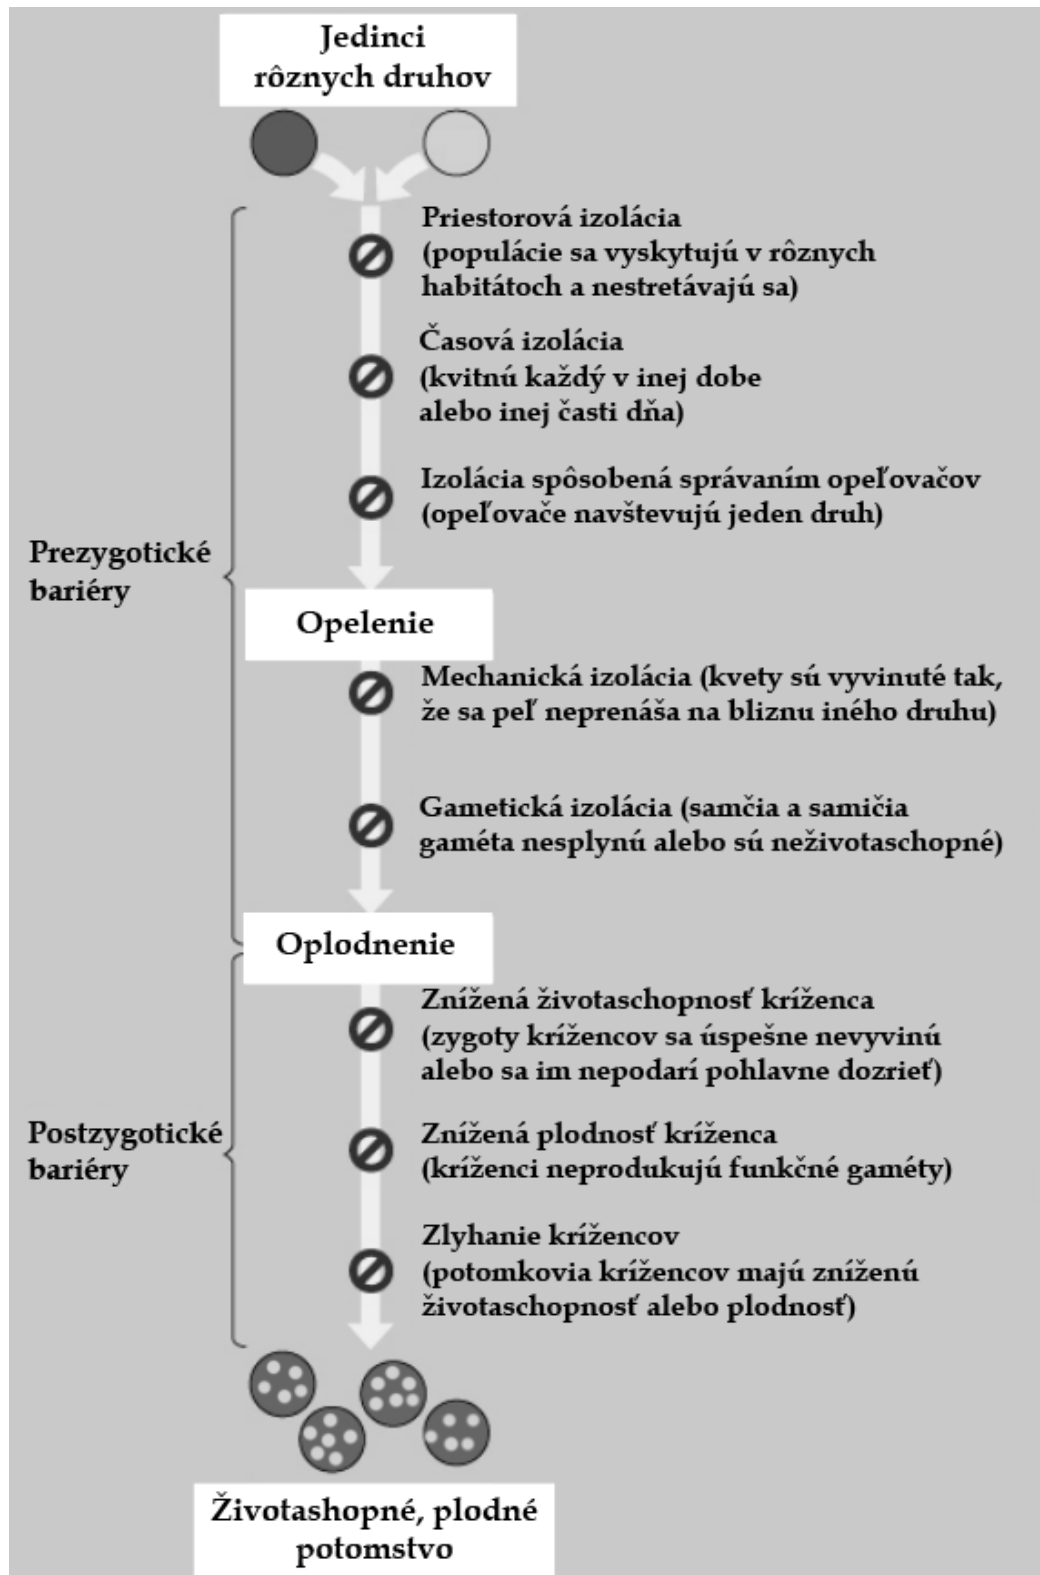 Jedinci
rôznych druhov
Priestorová izolácia
(populácie sa vyskytujú v rôznych
habitátoch a nestretávajú sa)
Časová izolácia
(kvitnú každý v inej dobe
alebo inej časti dňa)
Izolácia spôsobená správaním opeľovačov
(opeľovače navštevujú jeden druh)
Prezygotické
bariéry
Opelenie
Mechanická izolácia (kvety sú vyvinuté tak,
že sa peľ neprenáša na bliznu iného druhu)
Gametická izolácia (samčia a samičia
gaméta nesplynú alebo sú neživotaschopné)
Oplodnenie
Znížená životaschopnosť kríženca
(zygoty krížencov sa úspešne nevyvinú
alebo sa im nepodarí pohlavne dozrieť)
Postzygotické
bariéry
Znížená plodnosť kríženca
(kríženci neprodukujú funkčné gaméty)
Zlyhanie krížencov
(potomkovia krížencov majú zníženú
životaschopnosť alebo plodnosť)
Životashopné, plodné
potomstvo